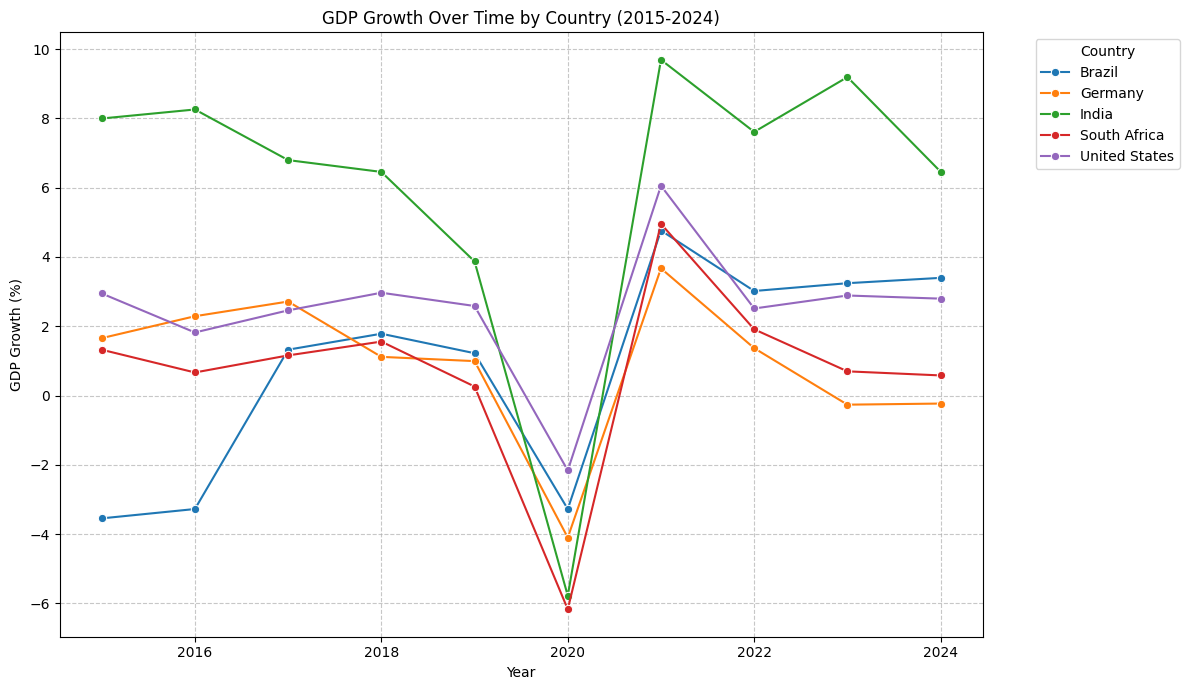 GDP Growth Over Time by Country (2015-2024)
Country
Brazil
Germany
India
South Africa
United States
GDP Growth (%)
10
8
6
4
2
0
−2
−4
−6
2016
2018
2020
2022
2024
Year